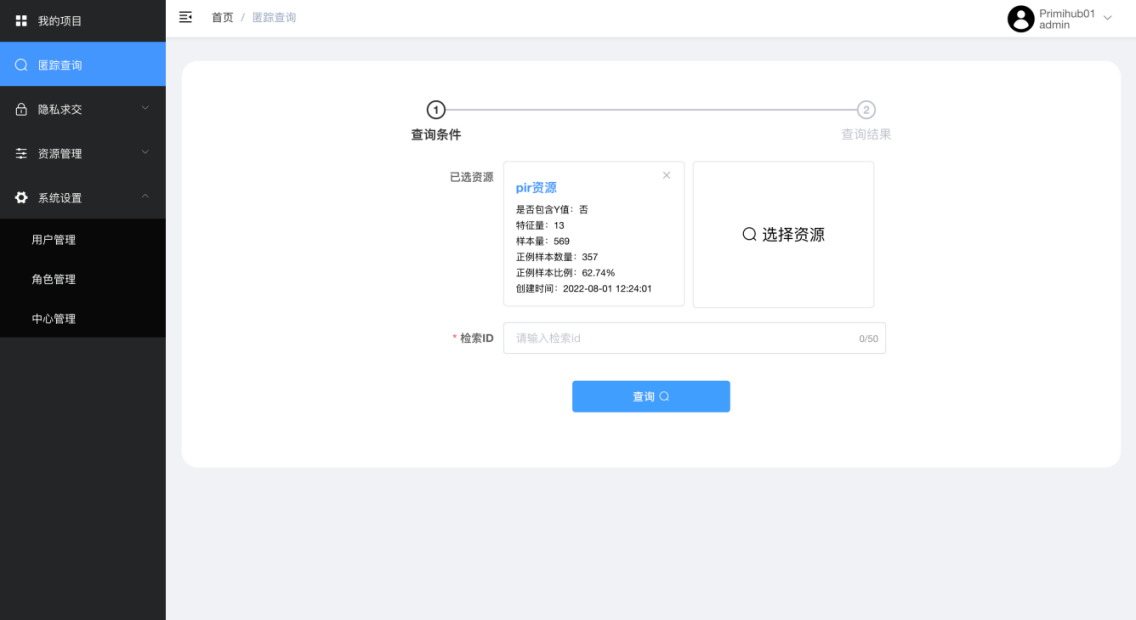 我的项目
匿踪查询
隐私求交
资源管理
系统设置
用户管理
角色管理
中心管理
首页 / 匿踪查询
Primihub01
admin
1
2
查询条件
查询结果
已选资源
pir资源
是否包含Y值：否
特征量：13
样本量：569
正例样本数量：357
正例样本比例：62.74%
创建时间：2022-08-01 12:24:01
选择资源
* 检索ID
请输入检索id
0/50
查询